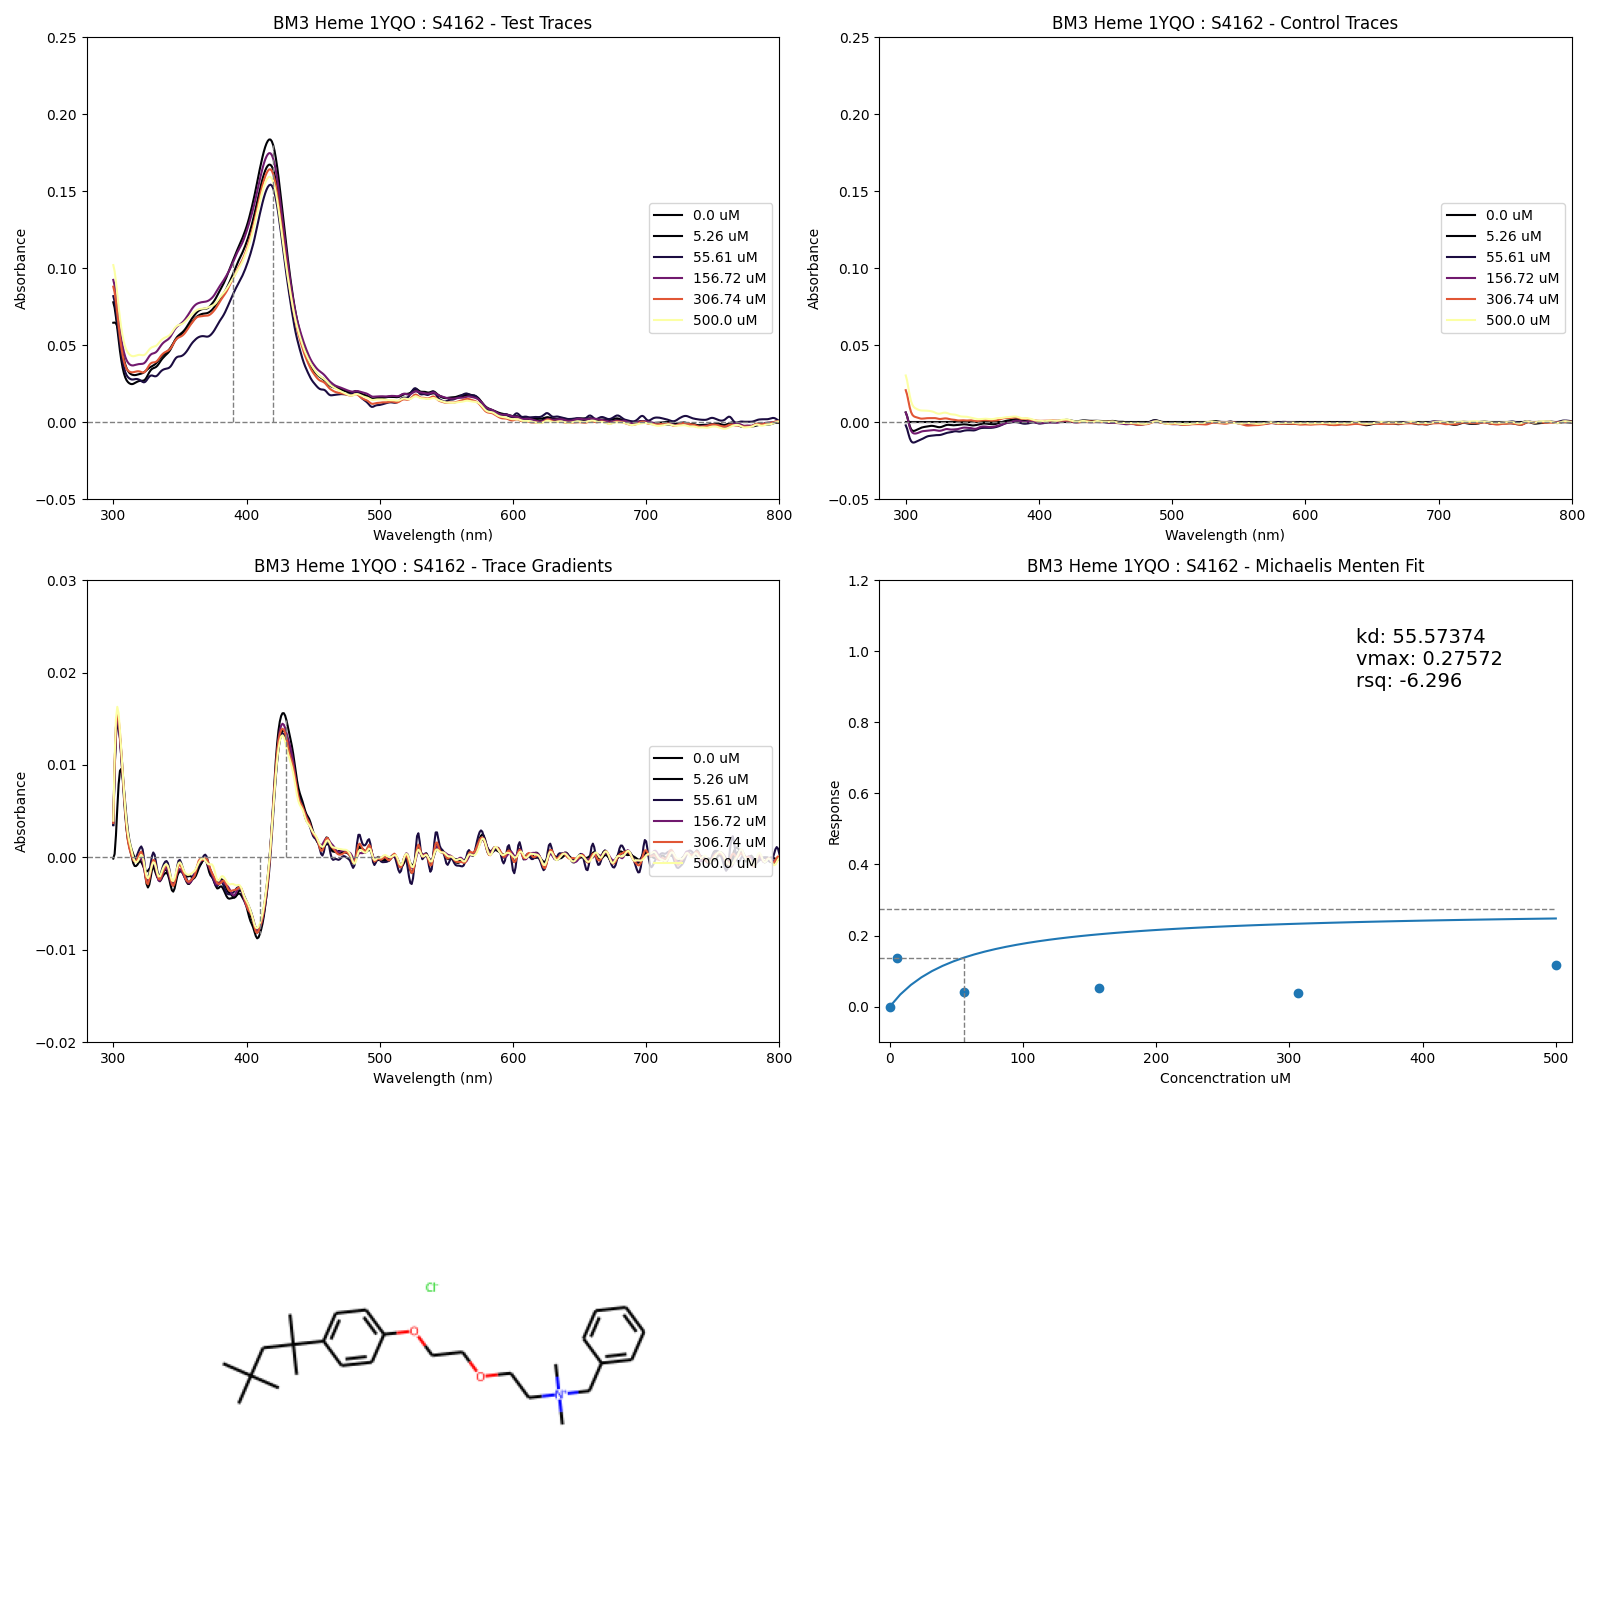 BM3 Heme 1YQO : S4162 - Test Traces
Absorbance
0.25
0.20
0.15
0.10
0.05
0.00
−0.05
300 400 500 600 700 800
Wavelength (nm)
0.0 uM
5.26 uM
55.61 uM
156.72 uM
306.74 uM
500.0 uM
BM3 Heme 1YQO : S4162 - Control Traces
Absorbance
0.25
0.20
0.15
0.10
0.05
0.00
−0.05
300 400 500 600 700 800
Wavelength (nm)
0.0 uM
5.26 uM
55.61 uM
156.72 uM
306.74 uM
500.0 uM
BM3 Heme 1YQO : S4162 - Trace Gradients
Absorbance
0.03
0.02
0.01
0.00
−0.01
−0.02
300 400 500 600 700 800
Wavelength (nm)
0.0 uM
5.26 uM
55.61 uM
156.72 uM
306.74 uM
500.0 uM
BM3 Heme 1YQO : S4162 - Michaelis Menten Fit
Response
1.2
1.0
0.8
0.6
0.4
0.2
0.0
0 100 200 300 400 500
Concenctration uM
kd: 55.57374
vmax: 0.27572
rsq: -6.296
Cl-
O
O
N+